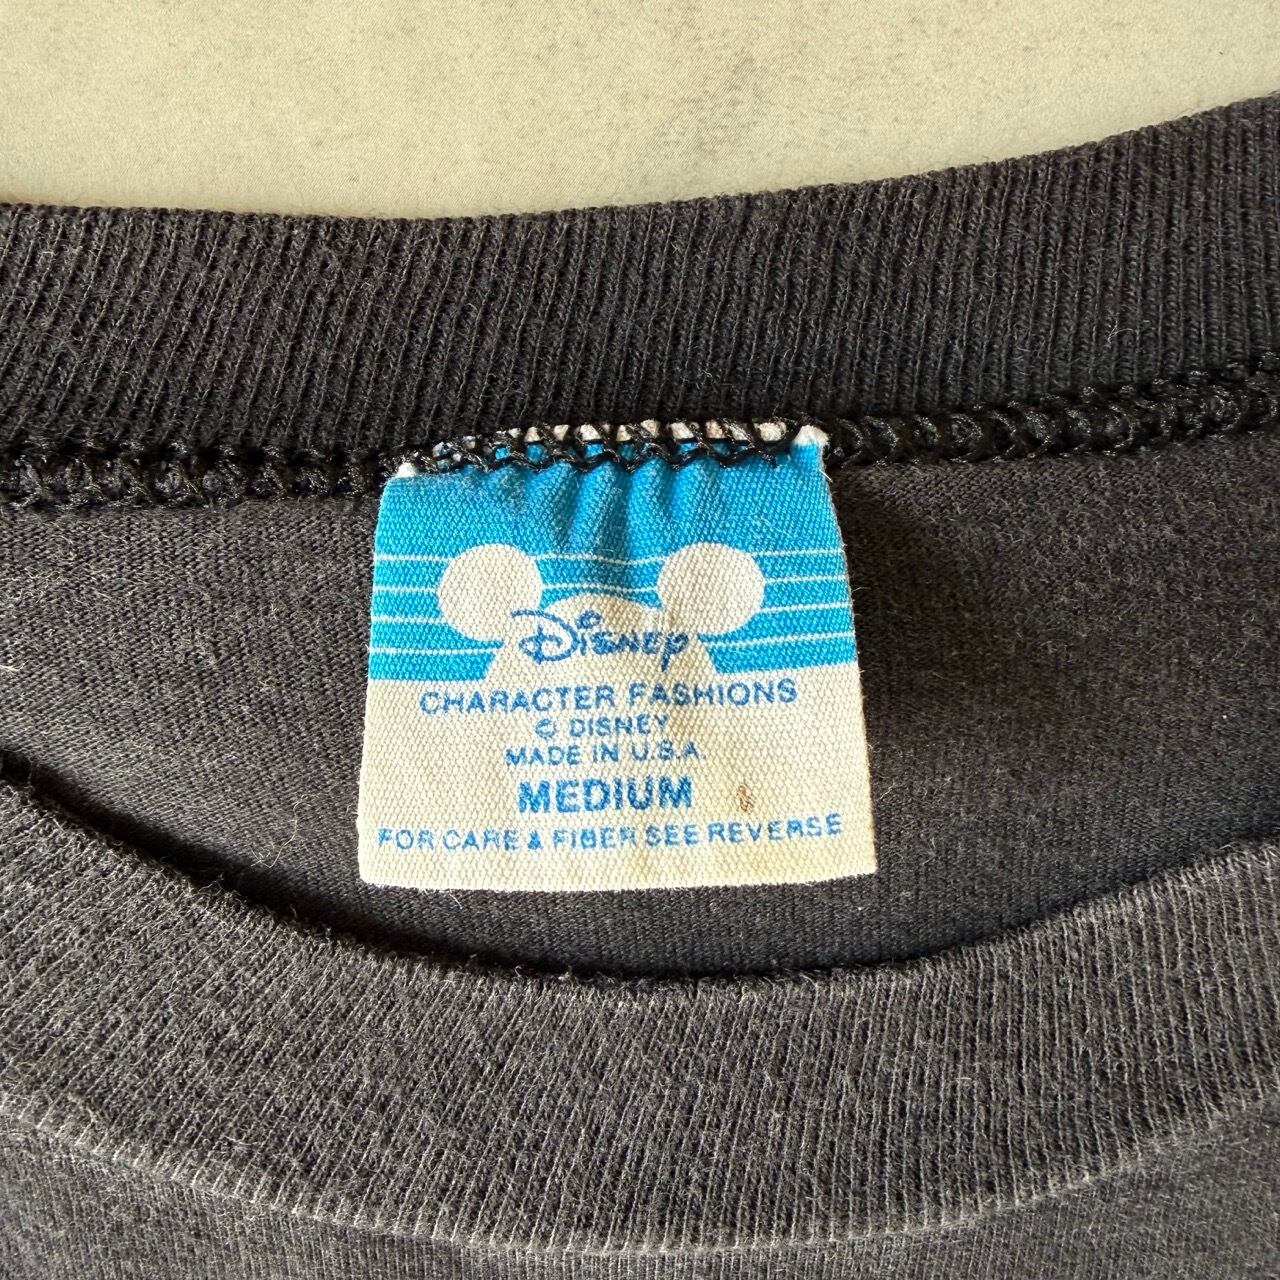 Disney
CHARACTER FASHIONS
© DISNEY
MADE IN U.S.A.
MEDIUM
FOR CARE & FIBER SEE REVERSE